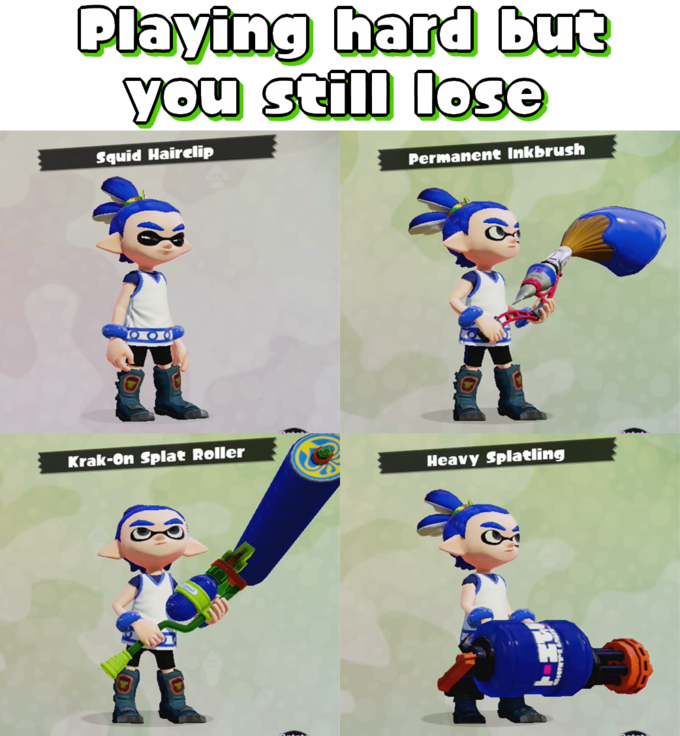 Playing hard but
you still lose
Squid Hairclip
Permanent Inkbrush
Krak-On Splat Roller
Heavy Splatling